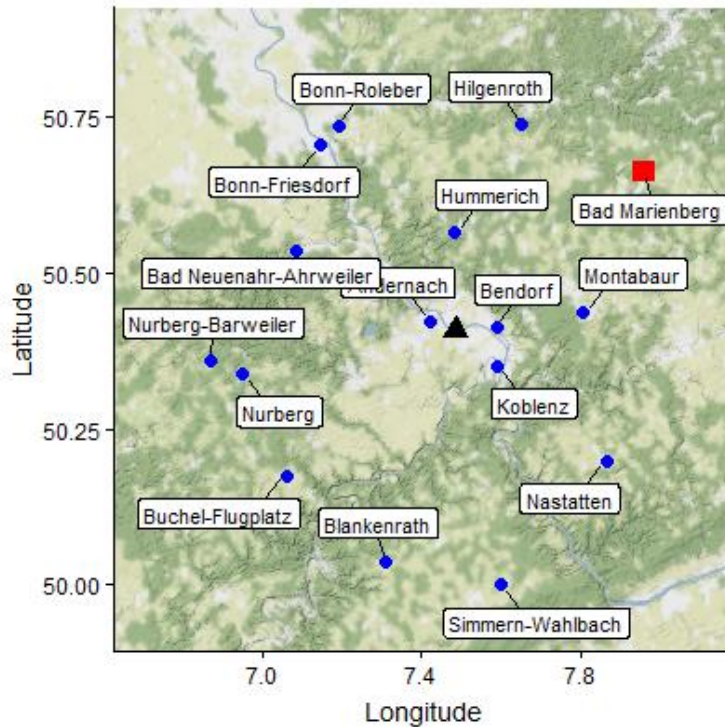 Bonn-Roleber
Hilgenroth
50.75
Bonn-Friesdorf
Hummerich
Bad Marienberg
50.50
Bad Neuenahr-Ahrweiler
Andernach
Bendorf
Montabaur
Nurberg-Barweiler
Latitude
Nurberg
Koblenz
50.25
Nastatten
Buchel-Flugplatz
Blankenrath
50.00
Simmern-Wahlbach
7.0
7.4
7.8
Longitude